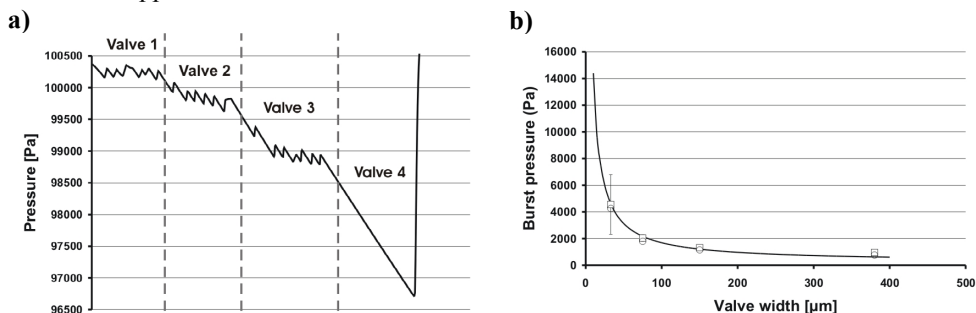 a)
Valve 1
Valve 2
Valve 3
Valve 4
100500
100000
99500
99000
98500
98000
97500
97000
96500
Pressure [Pa]
b)
16000
14000
12000
10000
8000
6000
4000
2000
0
Burst pressure (Pa)
0 100 200 300 400 500
Valve width [µm]